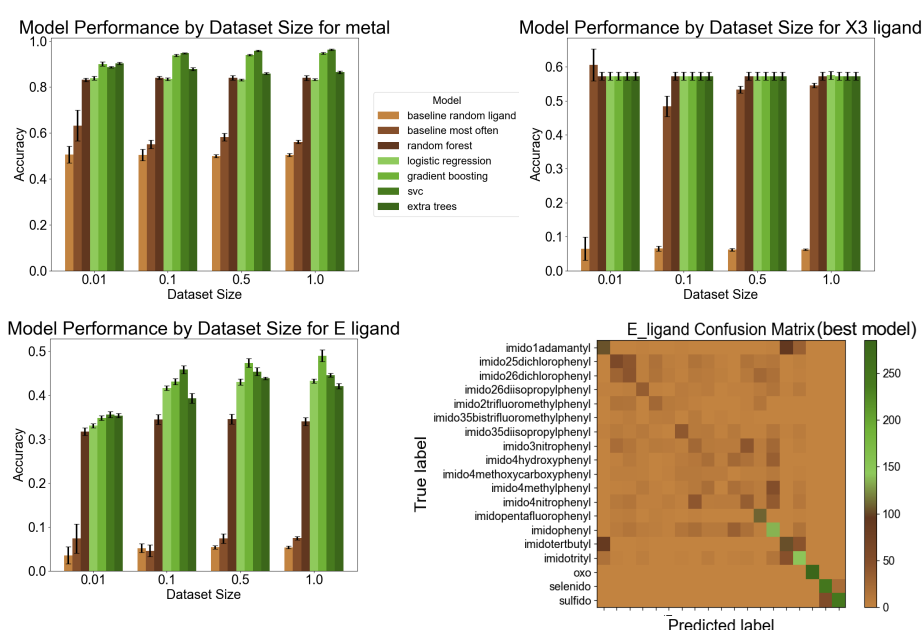 Model Performance by Dataset Size for metal
1.0
0.8
0.6
0.4
0.2
0.0
Accuracy
0.01 0.1 0.5 1.0
Dataset Size
Model
baseline random ligand
baseline most often
random forest
logistic regression
gradient boosting
svc
extra trees
Model Performance by Dataset Size for X3 ligand
0.6
0.5
0.4
0.3
0.2
0.1
0.0
Accuracy
0.01 0.1 0.5 1.0
Dataset Size
Model Performance by Dataset Size for E ligand
0.5
0.4
0.3
0.2
0.1
0.0
Accuracy
0.01 0.1 0.5 1.0
Dataset Size
E_ligand Confusion Matrix (best model)
True label
imido1adamantyl
imido25dichlorophenyl
imido26dichlorophenyl
imido26diisopropylphenyl
imido2trifluoromethylphenyl
imido35bistrifluoromethylphenyl
imido35diisopropylphenyl
imido3nitrophenyl
imido4hydroxyphenyl
imido4methoxycarboxyphenyl
imido4methylphenyl
imido4nitrophenyl
imidopentafluorophenyl
imidophenyl
imidotertbutyl
imidotrityl
oxo
selenido
sulfido
Predicted label
250
200
150
100
50
0